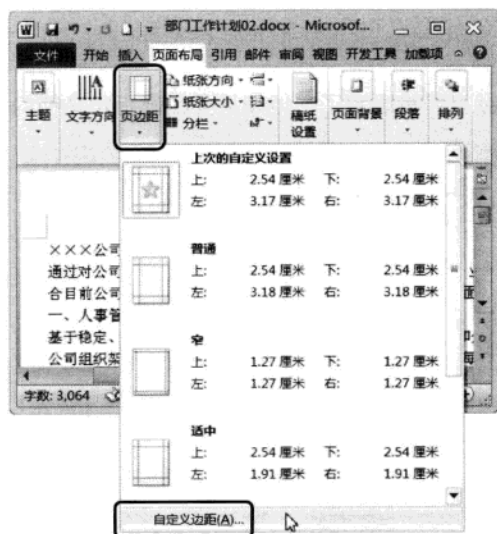 部门工作计划02.docx - Microsof...
文件 开始 插入 页面布局 引用 邮件 审阅 视图 开发工具 加载项
主题 文字方向 页边距 纸张方向 纸张大小 分栏 稿纸设置 页面背景 段落 排列
上次的自定义设置
上: 2.54 厘米 下: 2.54 厘米
左: 3.17 厘米 右: 3.17 厘米
普通
上: 2.54 厘米 下: 2.54 厘米
左: 3.18 厘米 右: 3.18 厘米
窄
上: 1.27 厘米 下: 1.27 厘米
左: 1.27 厘米 右: 1.27 厘米
适中
上: 2.54 厘米 下: 2.54 厘米
左: 1.91 厘米 右: 1.91 厘米
自定义边距(A)...
×××公司
通过对公司
合目前公司
一、人事管
基于稳定、
公司组织架
字数: 3,064